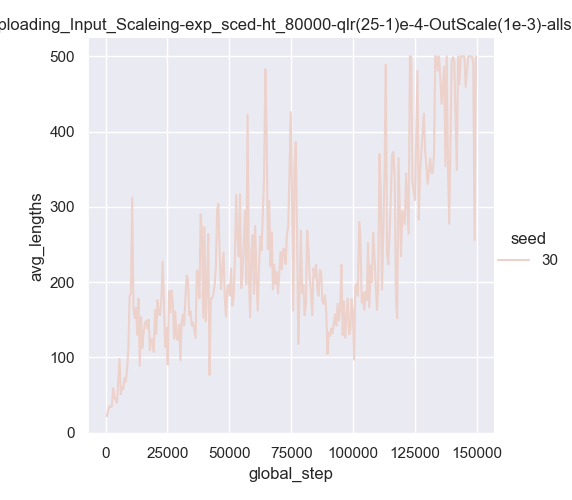 ploading_Input_Scaleing-exp_sced-ht_80000-qlr(25-1)e-4-OutScale(1e-3)-alls
500
400
300
200
100
0
avg_lengths
0 25000 50000 75000 100000 125000 150000
global_step
seed
30